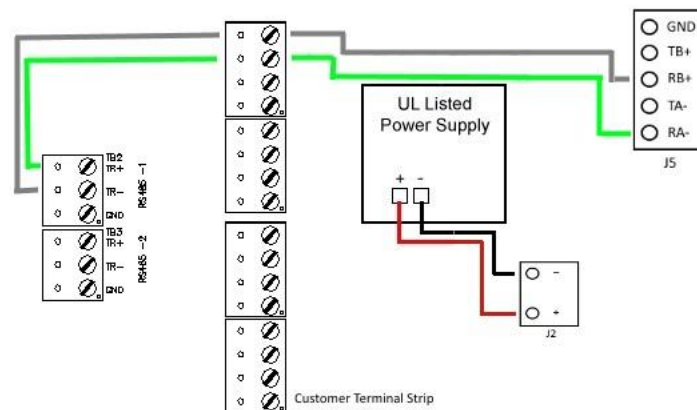 GND
TB+
RB+
TA-
RA-
J5
UL Listed
Power Supply
+ -
TB2
TR+
TR-
GND
RS485 -1
TB3
TR+
TR-
GND
RS485 -2
-
+
J2
Customer Terminal Strip